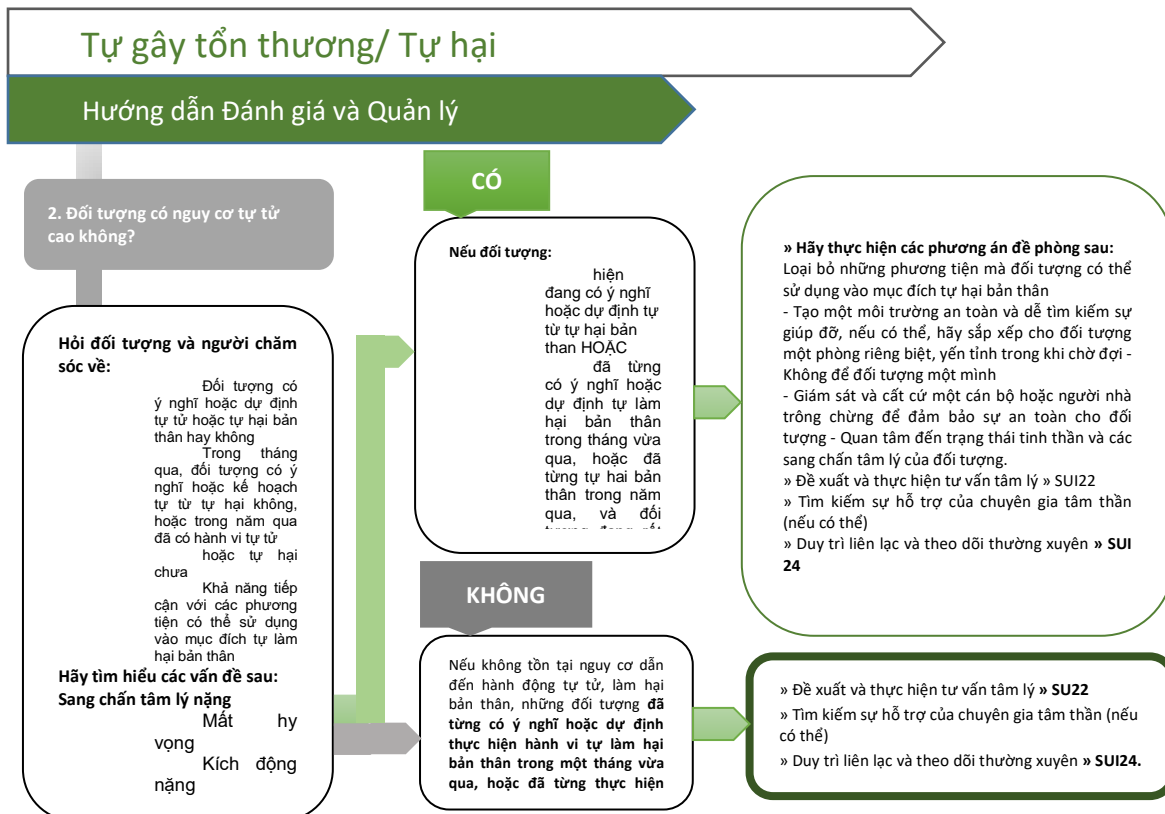 Tự gây tổn thương/ Tự hại
Hướng dẫn Đánh giá và Quản lý
2. Đối tượng có nguy cơ tự tử
cao không?
Hỏi đối tượng và người chăm
sóc về:
Đối tượng có
ý nghĩ hoặc dự định
tự tử hoặc tự hại bản
thân hay không
Trong tháng
qua, đối tượng có ý
nghĩ hoặc kế hoạch
tự từ tự hại không,
hoặc trong năm qua
đã có hành vi tự tử
hoặc tự hại
chưa
Khả năng tiếp
cận với các phương
tiện có thể sử dụng
vào mục đích tự làm
hại bản thân
Hãy tìm hiểu các vấn đề sau:
Sang chấn tâm lý nặng
Mất hy
vọng
Kích động
nặng
CÓ
Nếu đối tượng:
hiện
đang có ý nghĩ
hoặc dự định tự
từ tự hại bản
than HOẶC
đã từng
có ý nghĩ hoặc
dự định tự làm
hại bản thân
trong tháng vừa
qua, hoặc đã
từng tự hai bản
thân trong năm
qua, và đối
tượng đang rất
KHÔNG
Nếu không tồn tại nguy cơ dẫn
đến hành động tự tử, làm hại
bản thân, những đối tượng đã
từng có ý nghĩ hoặc dự định
thực hiện hành vi tự làm hại
bản thân trong một tháng vừa
qua, hoặc đã từng thực hiện
» Hãy thực hiện các phương án đề phòng sau:
Loại bỏ những phương tiện mà đối tượng có thể
sử dụng vào mục đích tự hại bản thân
- Tạo một môi trường an toàn và dễ tìm kiếm sự
giúp đỡ, nếu có thể, hãy sắp xếp cho đối tượng
một phòng riêng biệt, yến tỉnh trong khi chờ đợi -
Không để đối tượng một mình
- Giám sát và cất cứ một cán bộ hoặc người nhà
trông chừng để đảm bảo sự an toàn cho đối
tượng - Quan tâm đến trạng thái tinh thần và các
sang chấn tâm lý của đối tượng.
» Đề xuất và thực hiện tư vấn tâm lý » SUI22
» Tìm kiếm sự hỗ trợ của chuyên gia tâm thần
(nếu có thể)
» Duy trì liên lạc và theo dõi thường xuyên » SUI
24
» Đề xuất và thực hiện tư vấn tâm lý » SU22
» Tìm kiếm sự hỗ trợ của chuyên gia tâm thần (nếu
có thể)
» Duy trì liên lạc và theo dõi thường xuyên » SUI24.